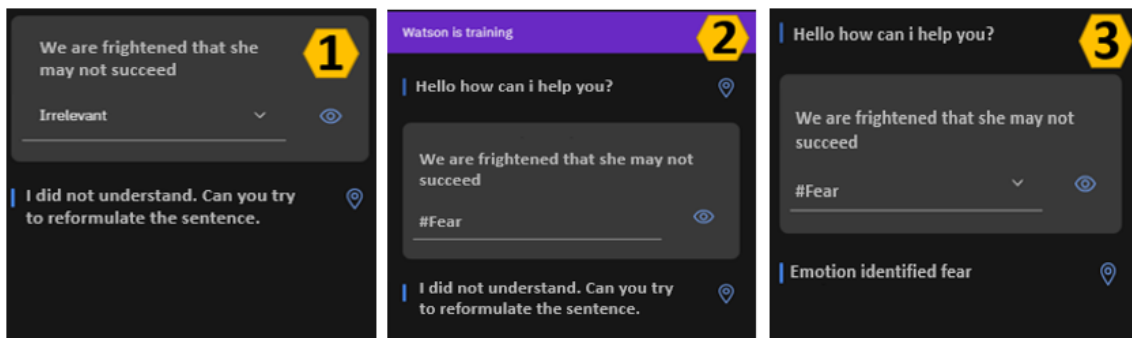 1
We are frightened that she
may not succeed
Irrelevant
I did not understand. Can you try
to reformulate the sentence.
2
Watson is training
Hello how can i help you?
We are frightened that she may not
succeed
#Fear
I did not understand. Can you try
to reformulate the sentence.
3
Hello how can i help you?
We are frightened that she may not
succeed
#Fear
Emotion identified fear